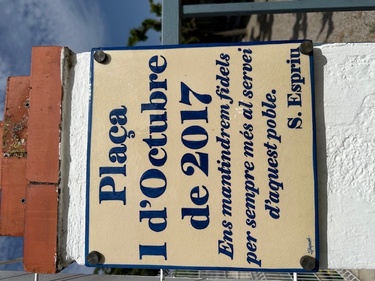 Plaça
1 d'Octubre
de 2017
Ens mantindrem fidels
per sempre més al servei
d'aquest poble.
S. Espriu